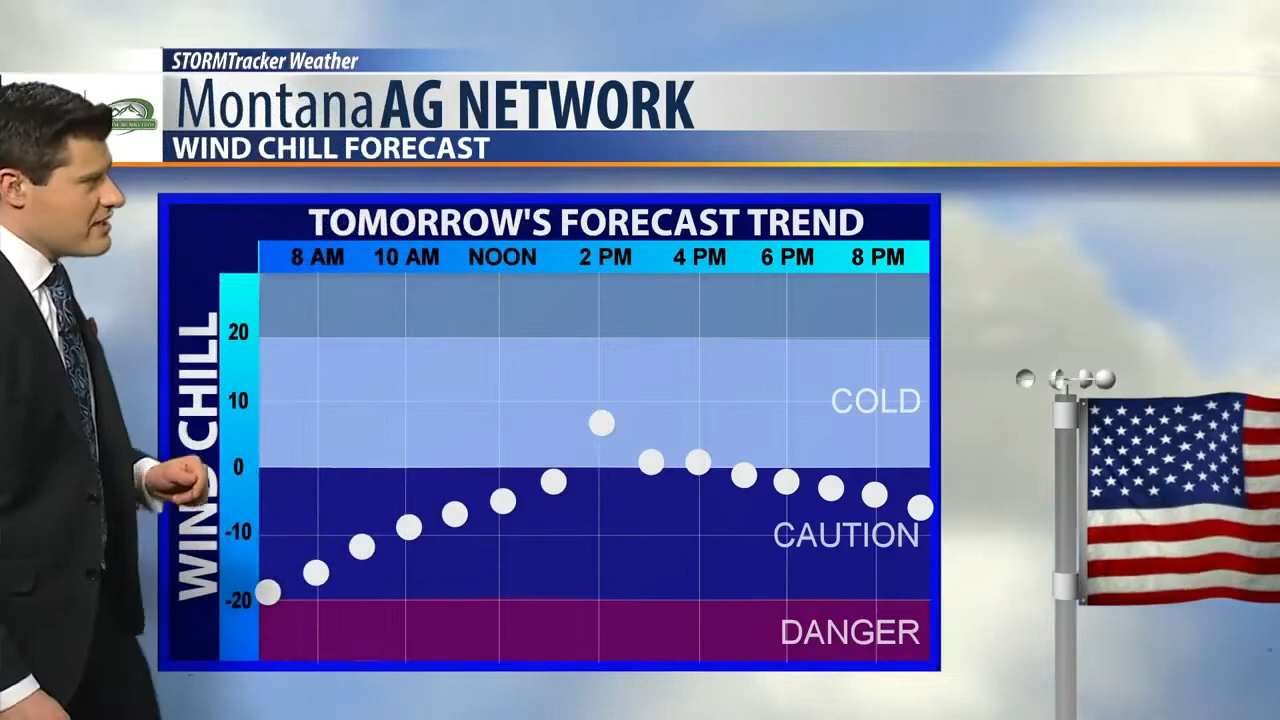 STORMTracker Weather
Montana AG NETWORK
WIND CHILL FORECAST
TOMORROW'S FORECAST TREND
8 AM 10 AM NOON 2 PM 4 PM 6 PM 8 PM
WIND CHILL
20
10
0
-10
-20
COLD
CAUTION
DANGER